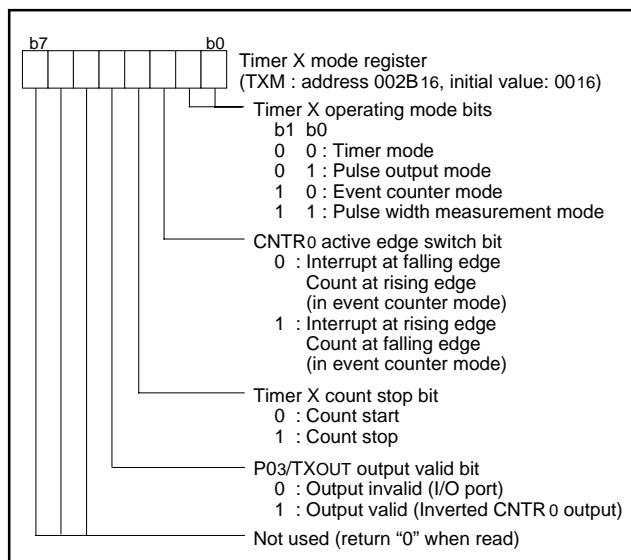 b7 b0
Timer X mode register
(TXM : address 002B16, initial value: 0016)
Timer X operating mode bits
b1 b0
0 0 : Timer mode
0 1 : Pulse output mode
1 0 : Event counter mode
1 1 : Pulse width measurement mode
CNTR0 active edge switch bit
0 : Interrupt at falling edge
Count at rising edge
(in event counter mode)
1 : Interrupt at rising edge
Count at falling edge
(in event counter mode)
Timer X count stop bit
0 : Count start
1 : Count stop
P03/TXOUT output valid bit
0 : Output invalid (I/O port)
1 : Output valid (Inverted CNTR0 output)
Not used (return “0” when read)